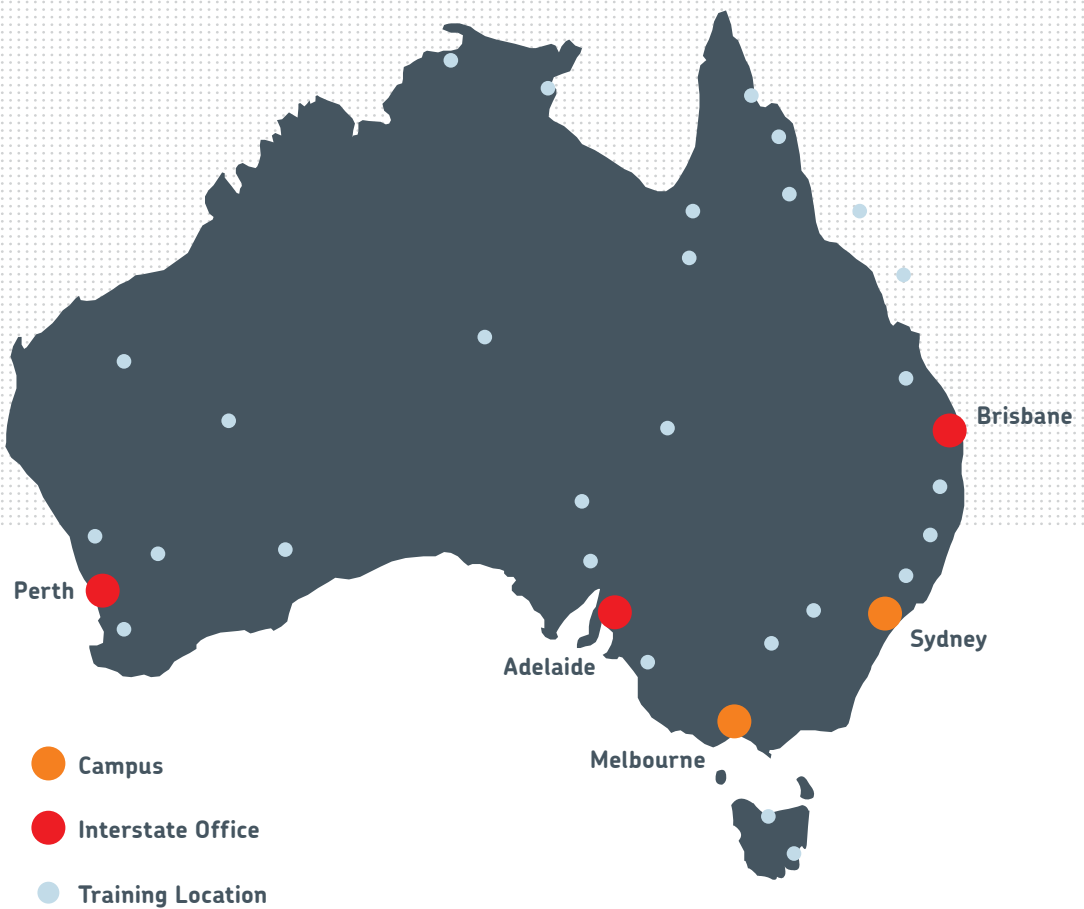 Brisbane
Perth
Sydney
Adelaide
Melbourne
Campus
Interstate Office
Training Location